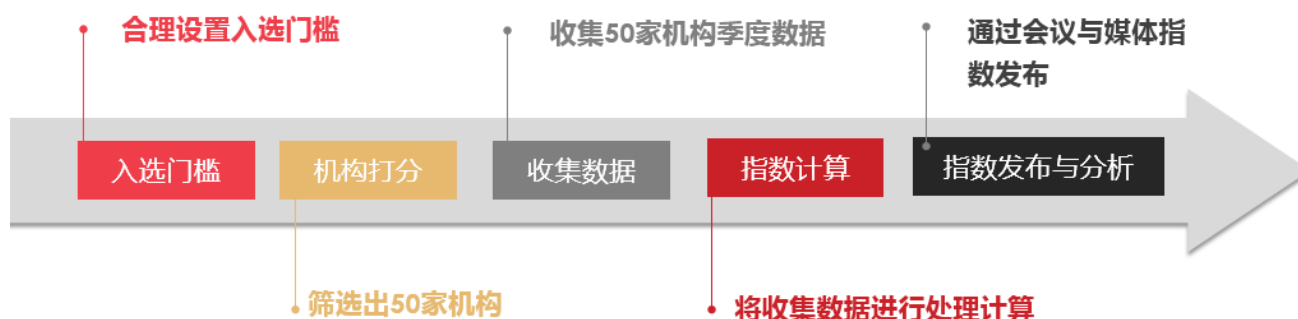 合理设置入选门槛
收集50家机构季度数据
通过会议与媒体指
数发布
入选门槛
机构打分
收集数据
指数计算
指数发布与分析
筛选出50家机构
将收集数据进行处理计算